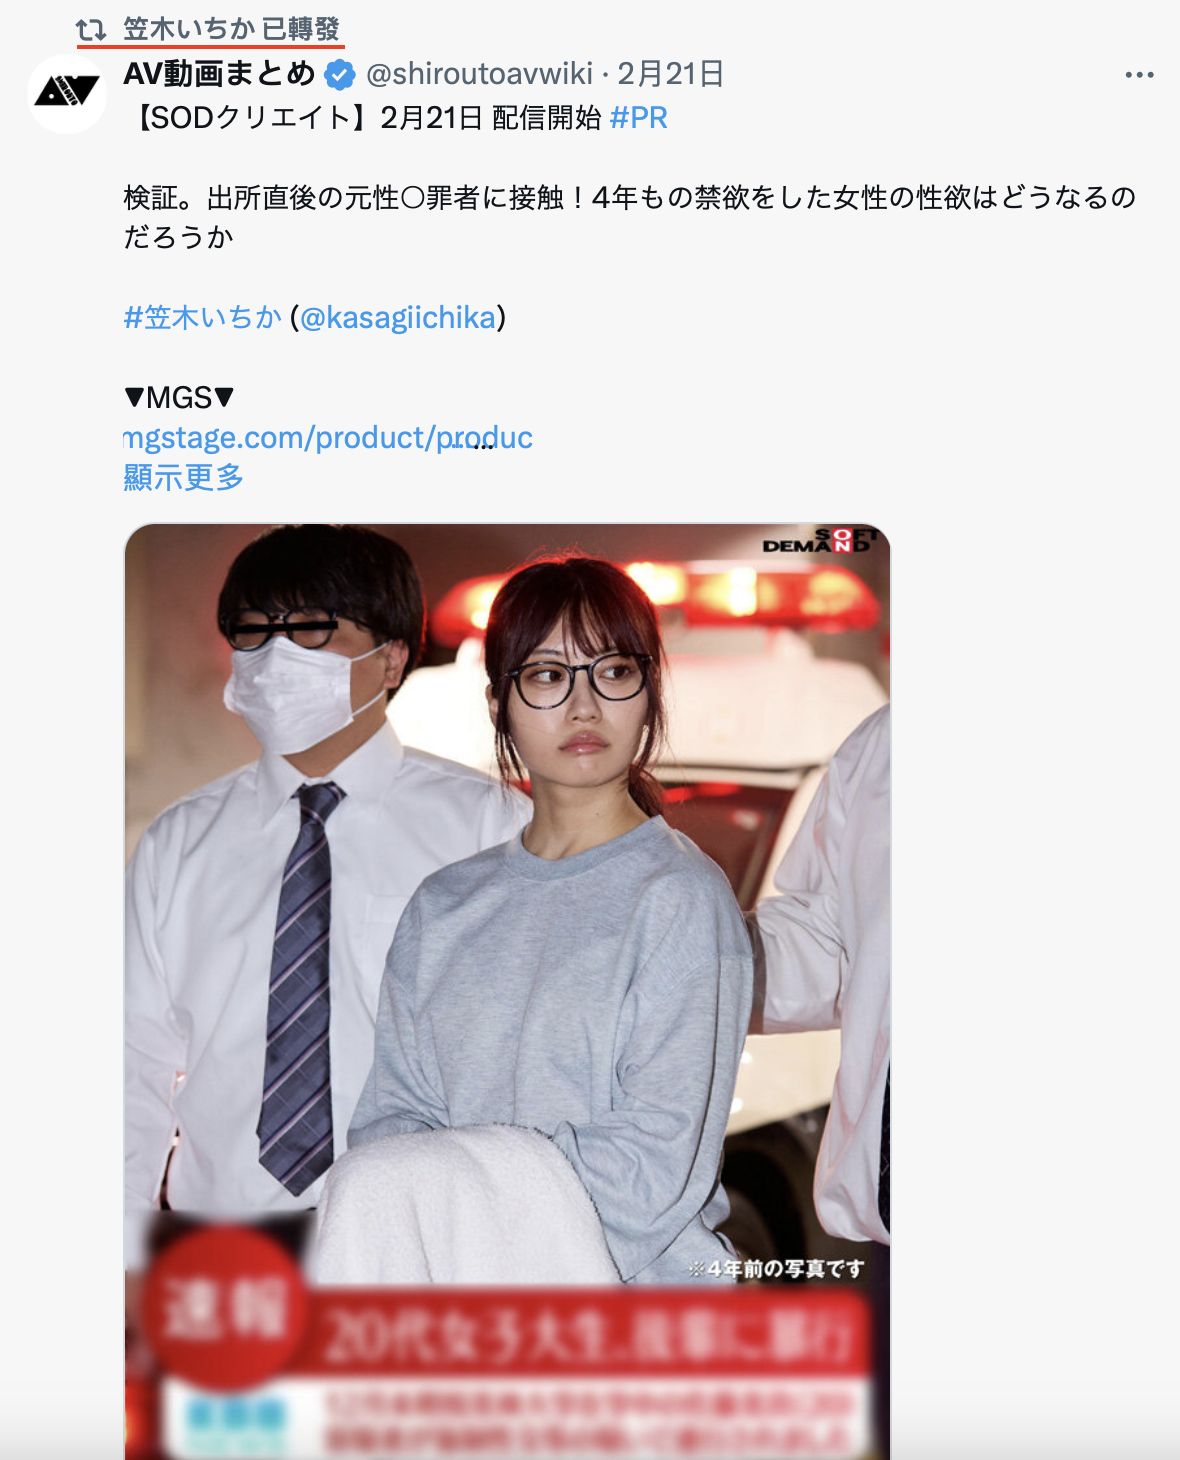 笠木いちか 已轉發
AV動画まとめ @shiroutoavwiki · 2月21日
【SODクリエイト】2月21日 配信開始 #PR
検証。出所直後の元性〇罪者に接触！4年もの禁欲をした女性の性欲はどうなるの
だろうか
#笠木いちか (@kasagiichika)
▼MGS▼
mgstage.com/product/produc...
顯示更多
SOFT
DEMAND
※4年前の写真です
速報
20代女子大生、後輩に暴行